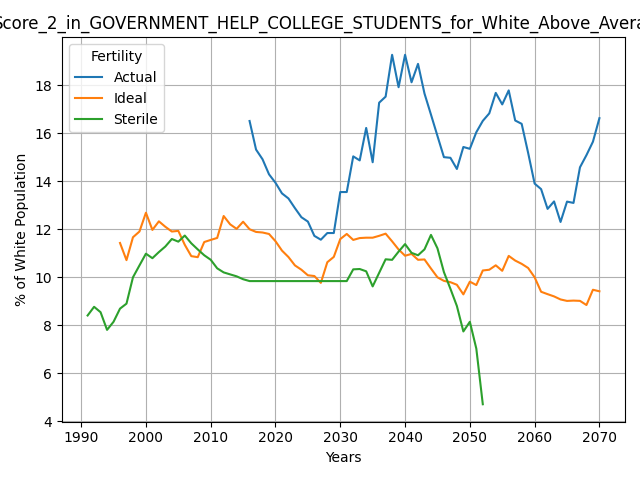 Score_2_in_GOVERNMENT_HELP_COLLEGE_STUDENTS_for_White_Above_Avera
Fertility
Actual
Ideal
Sterile
% of White Population
18
16
14
12
10
8
6
4
1990 2000 2010 2020 2030 2040 2050 2060 2070
Years